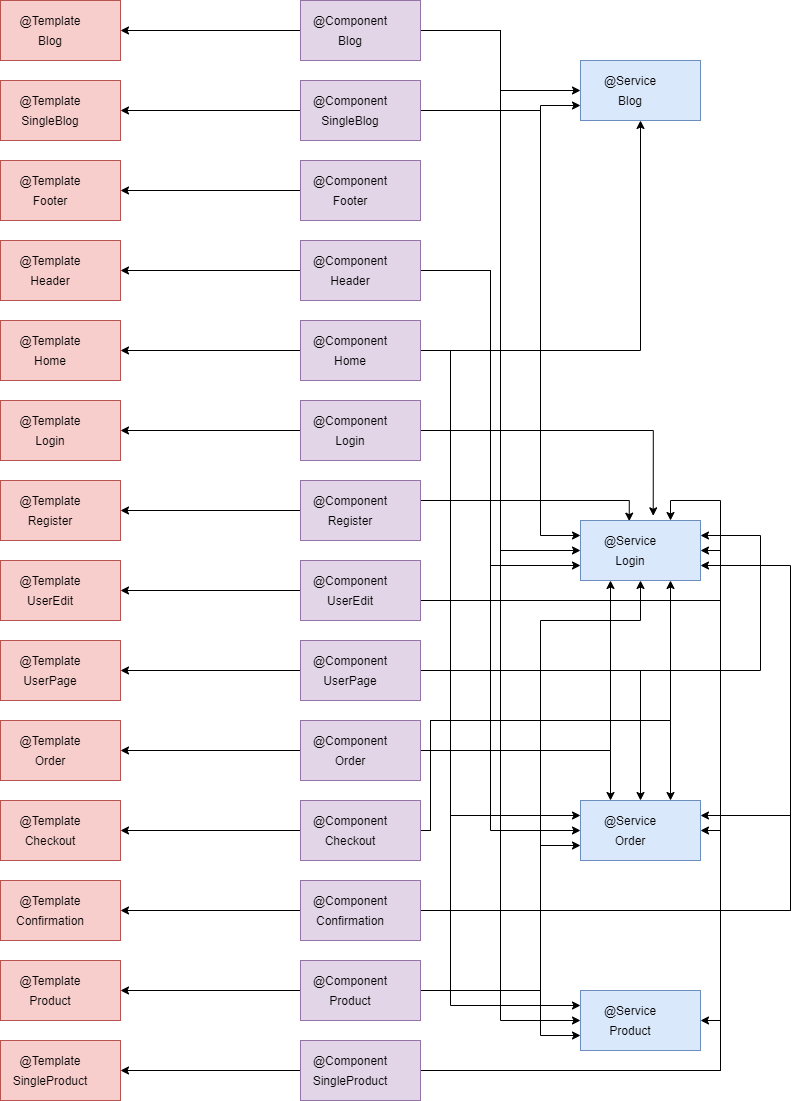 @Template
Blog
@Component
Blog
@Service
Blog
@Template
SingleBlog
@Component
SingleBlog
@Template
Footer
@Component
Footer
@Template
Header
@Component
Header
@Template
Home
@Component
Home
@Template
Login
@Component
Login
@Template
Register
@Component
Register
@Service
Login
@Template
UserEdit
@Component
UserEdit
@Template
UserPage
@Component
UserPage
@Template
Order
@Component
Order
@Template
Checkout
@Component
Checkout
@Service
Order
@Template
Confirmation
@Component
Confirmation
@Template
Product
@Component
Product
@Service
Product
@Template
SingleProduct
@Component
SingleProduct